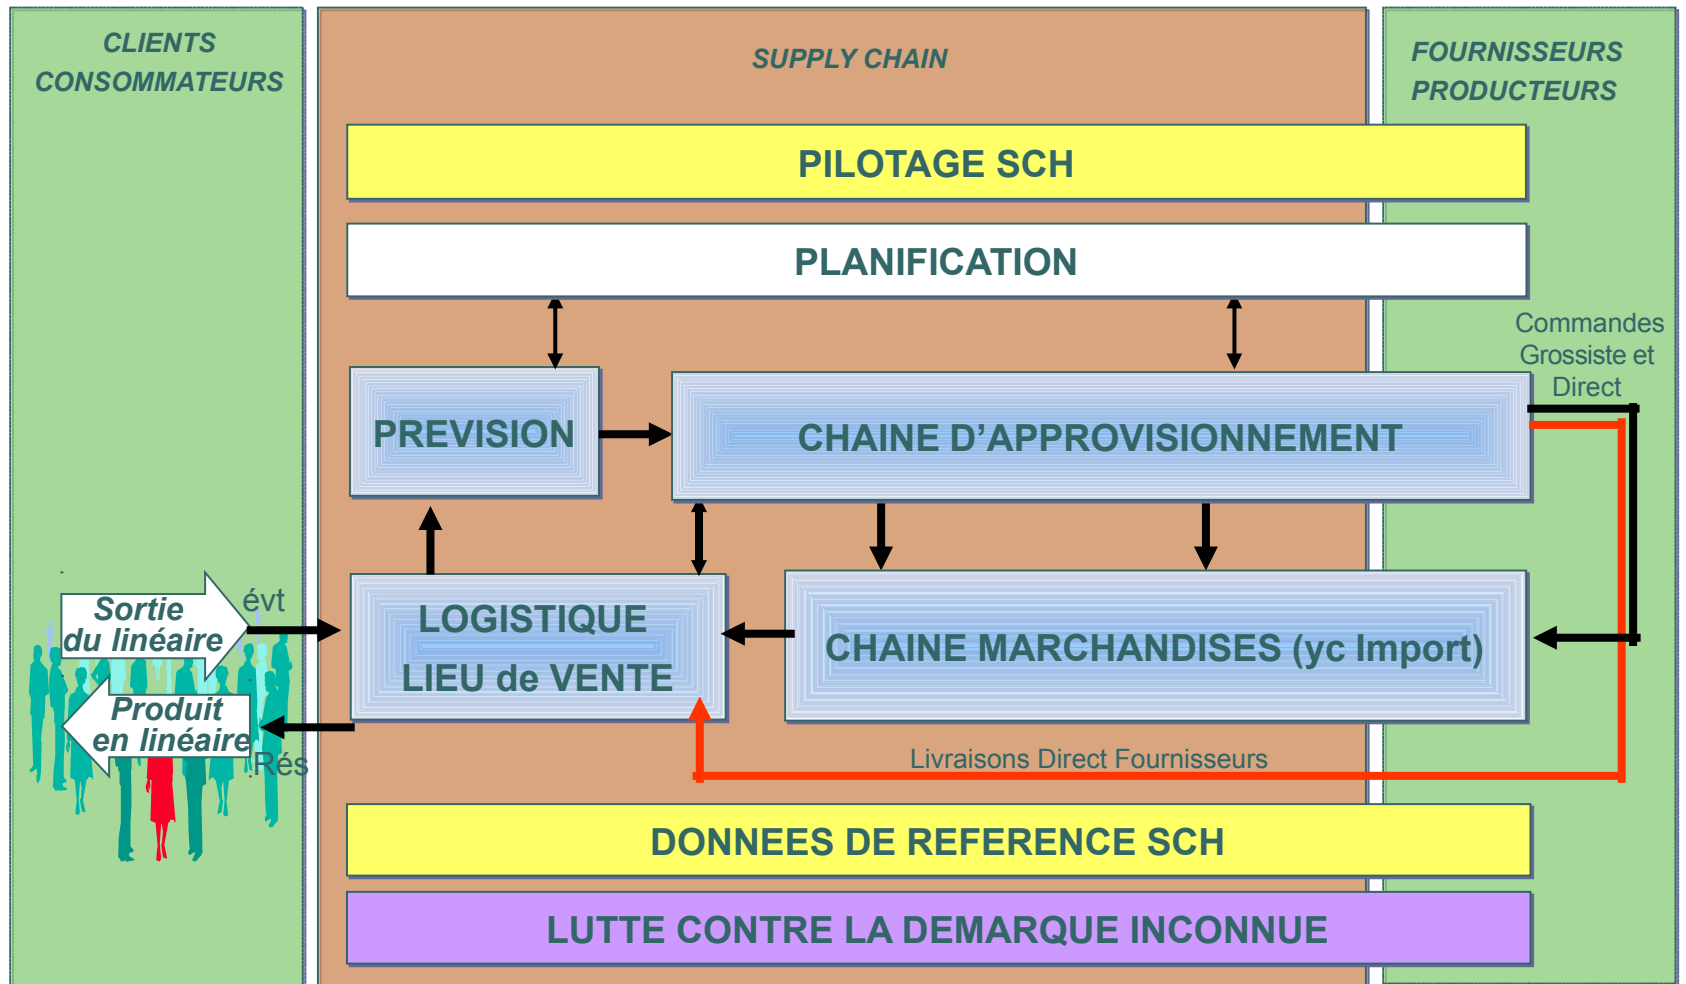 CLIENTS
CONSOMMATEURS
SUPPLY CHAIN
FOURNISSEURS
PRODUCTEURS
PILOTAGE SCH
PLANIFICATION
Commandes
Grossiste et
Direct
PREVISION
CHAINE D’APPROVISIONNEMENT
Sortie
du linéaire
évt
LOGISTIQUE
LIEU de VENTE
CHAINE MARCHANDISES (yc Import)
Produit
en linéaire
Rés
Livraisons Direct Fournisseurs
DONNEES DE REFERENCE SCH
LUTTE CONTRE LA DEMARQUE INCONNUE